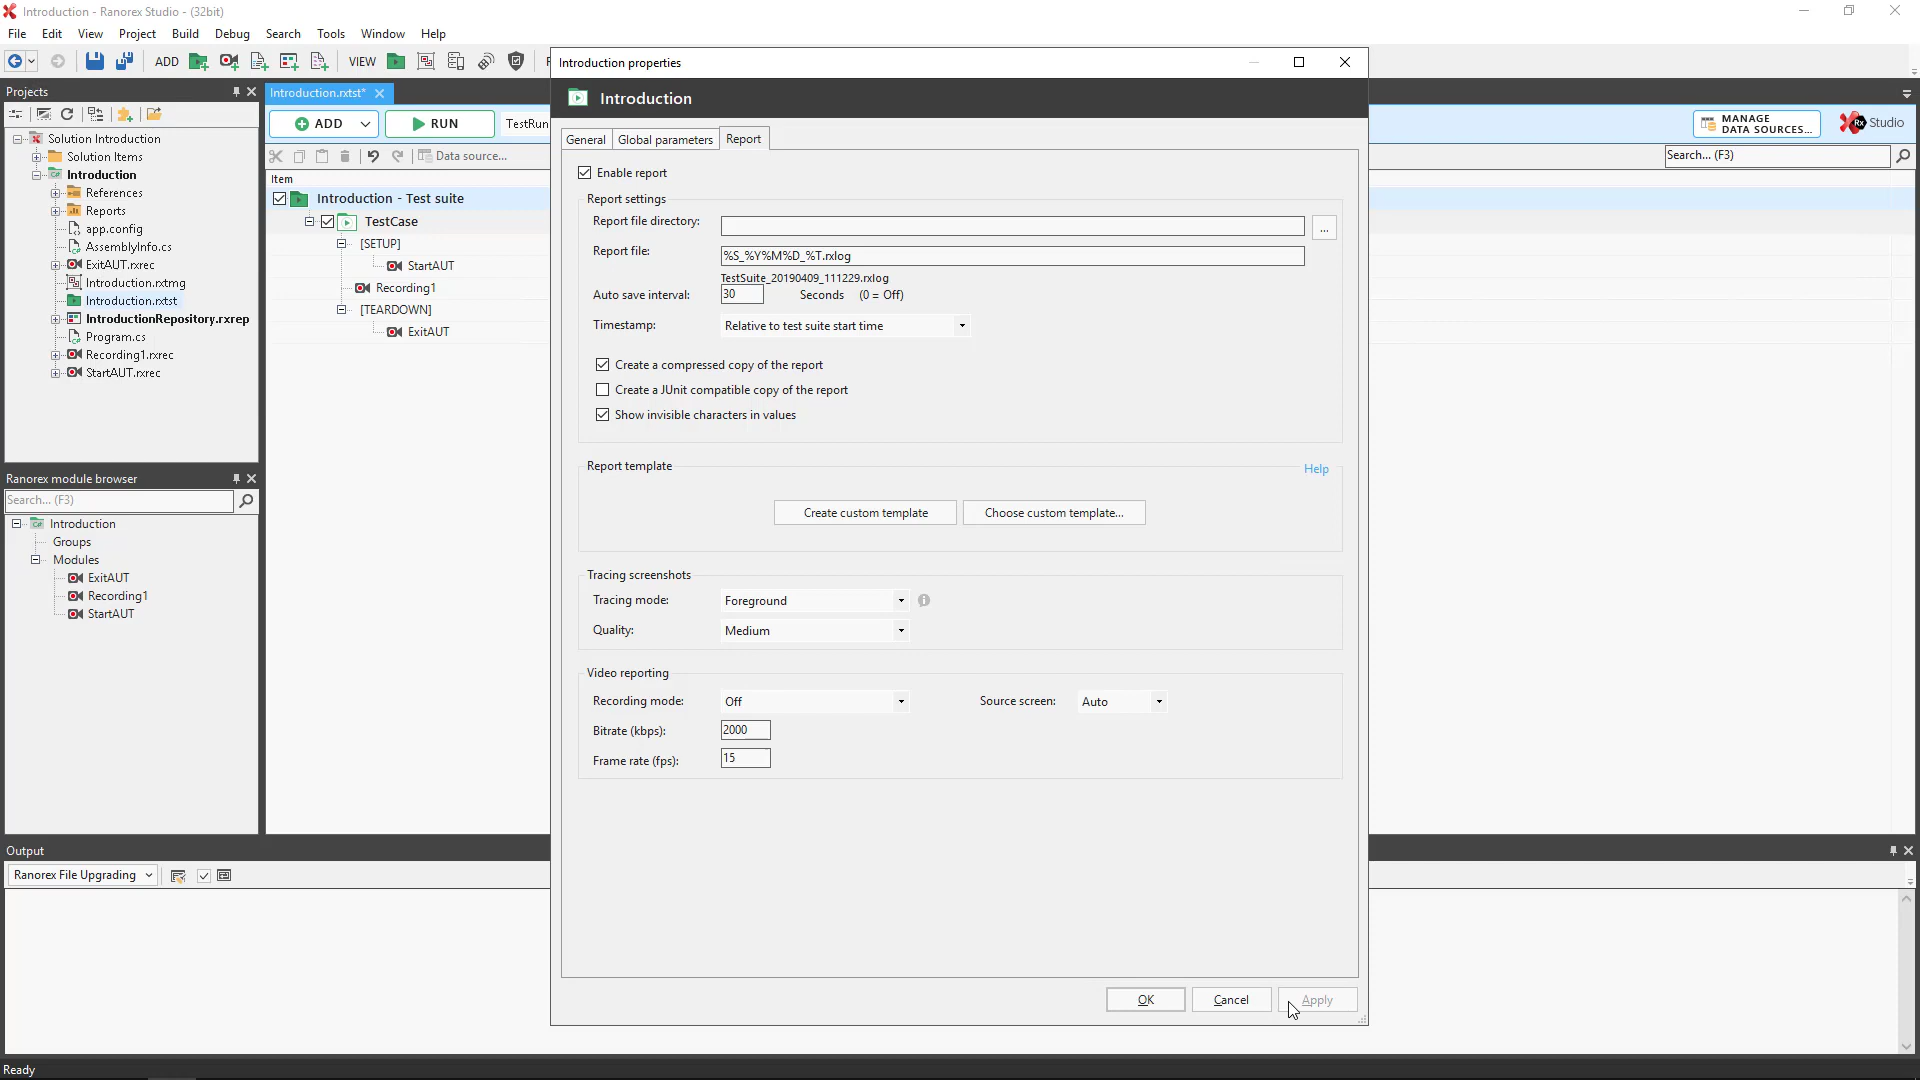 Introduction - Ranorex Studio - (32bit)
File Edit View Project Build Debug Search Tools Window Help
ADD VIEW
Projects
Solution Introduction
Solution Items
Introduction
References
Reports
app.config
AssemblyInfo.cs
ExitAUT.rxrec
Introduction.rxtmg
Introduction.rxtst
IntroductionRepository.rxrep
Program.cs
Recording1.rxrec
StartAUT.rxrec
Ranorex module browser
Search... (F3)
Introduction
Groups
Modules
ExitAUT
Recording1
StartAUT
Introduction.rxtst*
ADD RUN TestRun
Data source...
Item
Introduction - Test suite
TestCase
[SETUP]
StartAUT
Recording1
[TEARDOWN]
ExitAUT
Introduction properties
Introduction
General Global parameters Report
Enable report
Report settings
Report file directory:
...
Report file: %S_%Y%M%D_%T.rxlog
TestSuite_20190409_111229.rxlog
Auto save interval: 30 Seconds (0 = Off)
Timestamp: Relative to test suite start time
Create a compressed copy of the report
Create a JUnit compatible copy of the report
Show invisible characters in values
Report template
Help
Create custom template Choose custom template...
Tracing screenshots
Tracing mode: Foreground
Quality: Medium
Video reporting
Recording mode: Off Source screen: Auto
Bitrate (kbps): 2000
Frame rate (fps): 15
OK Cancel Apply
MANAGE
DATA SOURCES...
Rx Studio
Search... (F3)
Output
Ranorex File Upgrading
Ready